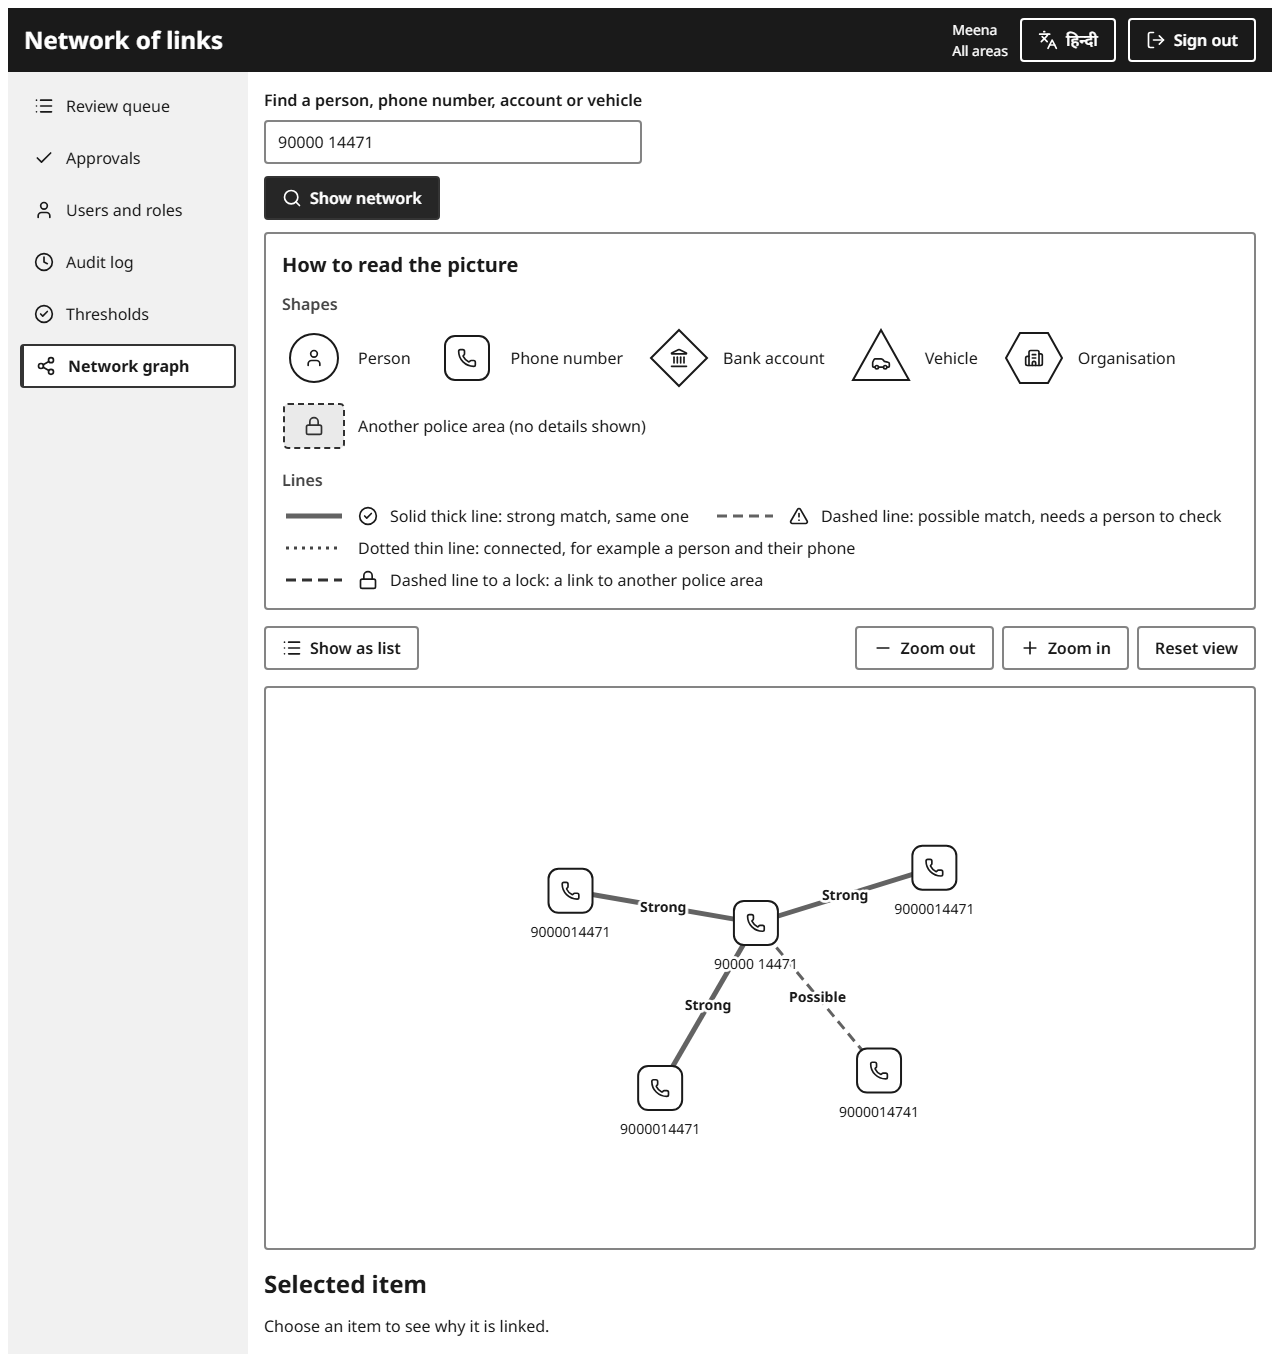 Network of links
Meena
All areas
हिन्दी
Sign out
Review queue
Approvals
Users and roles
Audit log
Thresholds
Network graph
Find a person, phone number, account or vehicle
90000 14471
Show network
How to read the picture
Shapes
Person
Phone number
Bank account
Vehicle
Organisation
Another police area (no details shown)
Lines
Solid thick line: strong match, same one
Dashed line: possible match, needs a person to check
Dotted thin line: connected, for example a person and their phone
Dashed line to a lock: a link to another police area
Show as list
Zoom out
Zoom in
Reset view
Strong
9000014471
Strong
9000014471
90000 14471
Strong
Possible
9000014471
9000014741
Selected item
Choose an item to see why it is linked.